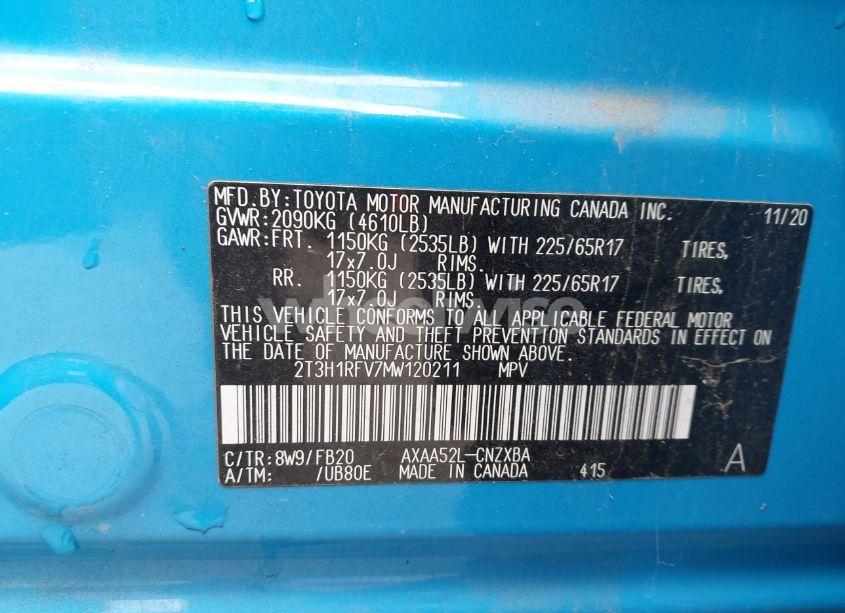 MFD.BY:TOYOTA MOTOR MANUFACTURING CANADA INC. 11/20
GVWR:2090KG (4610LB)
GAWR:FRT. 1150KG (2535LB) WITH 225/65R17 TIRES,
17x7.0J RIMS.
RR. 1150KG (2535LB) WITH 225/65R17 TIRES,
17x7.0J RIMS.
THIS VEHICLE CONFORMS TO ALL APPLICABLE FEDERAL MOTOR
VEHICLE SAFETY AND THEFT PREVENTION STANDARDS IN EFFECT ON
THE DATE OF MANUFACTURE SHOWN ABOVE.
2T3H1RFV7MW120211 MPV
C/TR:8W9/FB20 AXAA52L-CNZXBA
A/TM: /UB80E MADE IN CANADA 415 A